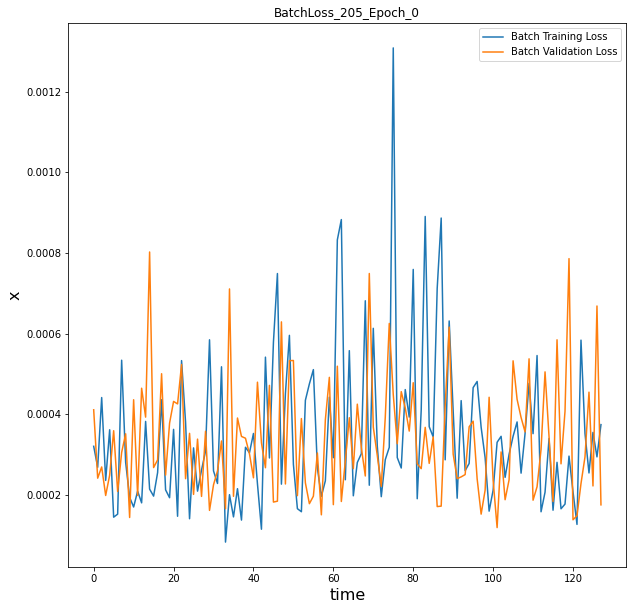 BatchLoss_205_Epoch_0
Batch Training Loss
Batch Validation Loss
0.0012
0.0010
0.0008
0.0006
0.0004
0.0002
x
0 20 40 60 80 100 120
time